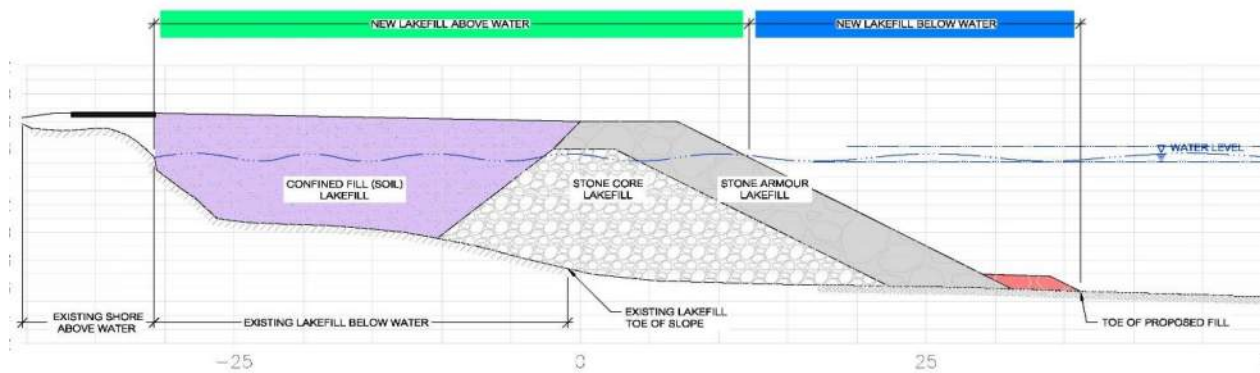 NEW LAKEFILL ABOVE WATER
NEW LAKEFILL BELOW WATER
WATER LEVEL
CONFINED FILL (SOIL)
LAKEFILL
STONE CORE
LAKEFILL
STONE ARMOUR
LAKEFILL
EXISTING SHORE
ABOVE WATER
EXISTING LAKEFILL BELOW WATER
EXISTING LAKEFILL
TOE OF SLOPE
TOE OF PROPOSED FILL
-25
0
25